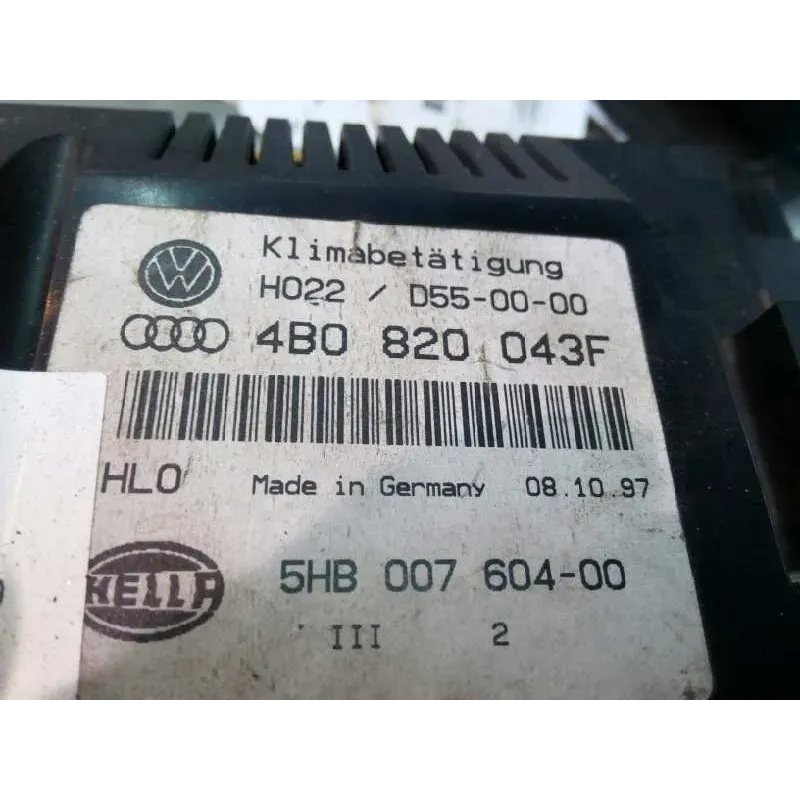 Klimabetätigung
H022 / D55-00-00
4B0 820 043F
HL0 Made in Germany 08.10.97
HELLA 5HB 007 604-00
III 2